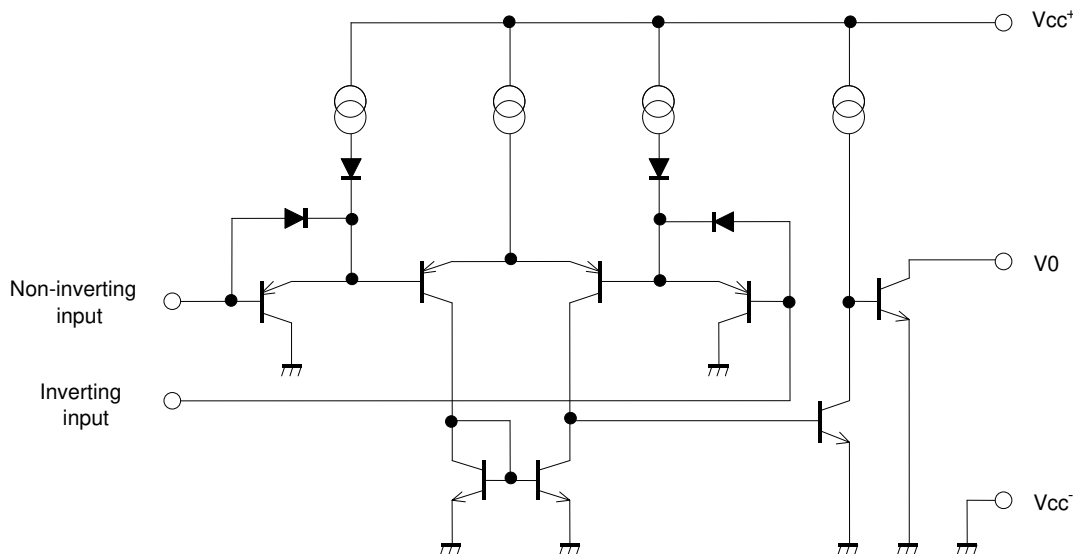 Vcc+
V0
Non-inverting
input
Inverting
input
Vcc-